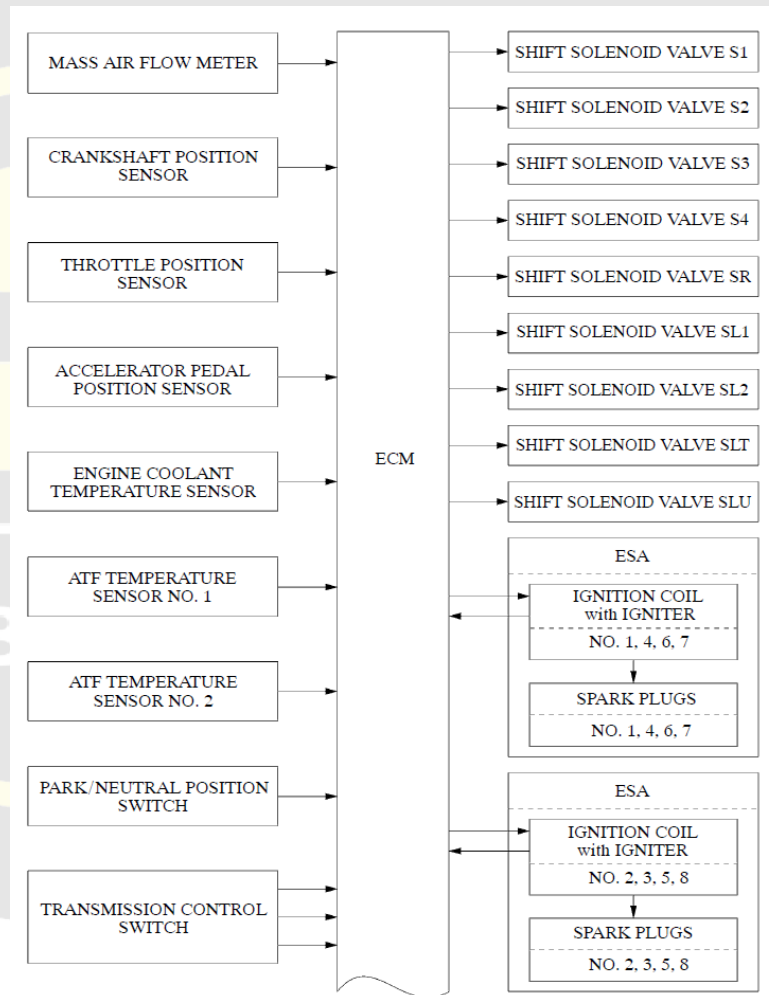 MASS AIR FLOW METER
CRANKSHAFT POSITION
SENSOR
THROTTLE POSITION
SENSOR
ACCELERATOR PEDAL
POSITION SENSOR
ENGINE COOLANT
TEMPERATURE SENSOR
ATF TEMPERATURE
SENSOR NO. 1
ATF TEMPERATURE
SENSOR NO. 2
PARK/NEUTRAL POSITION
SWITCH
TRANSMISSION CONTROL
SWITCH
ECM
SHIFT SOLENOID VALVE S1
SHIFT SOLENOID VALVE S2
SHIFT SOLENOID VALVE S3
SHIFT SOLENOID VALVE S4
SHIFT SOLENOID VALVE SR
SHIFT SOLENOID VALVE SL1
SHIFT SOLENOID VALVE SL2
SHIFT SOLENOID VALVE SLT
SHIFT SOLENOID VALVE SLU
ESA
IGNITION COIL
with IGNITER
NO. 1, 4, 6, 7
SPARK PLUGS
NO. 1, 4, 6, 7
ESA
IGNITION COIL
with IGNITER
NO. 2, 3, 5, 8
SPARK PLUGS
NO. 2, 3, 5, 8